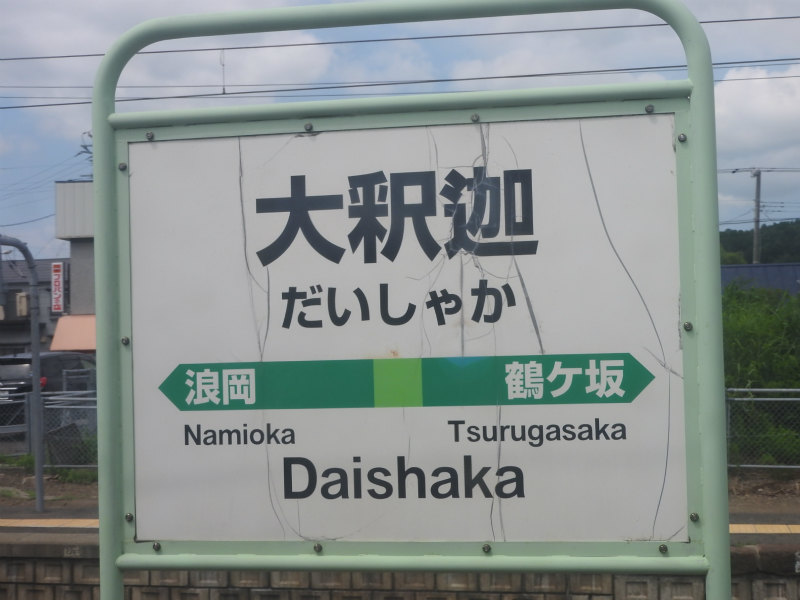 大釈迦
だいしゃか
浪岡 鶴ケ坂
Namioka Tsurugasaka
Daishaka